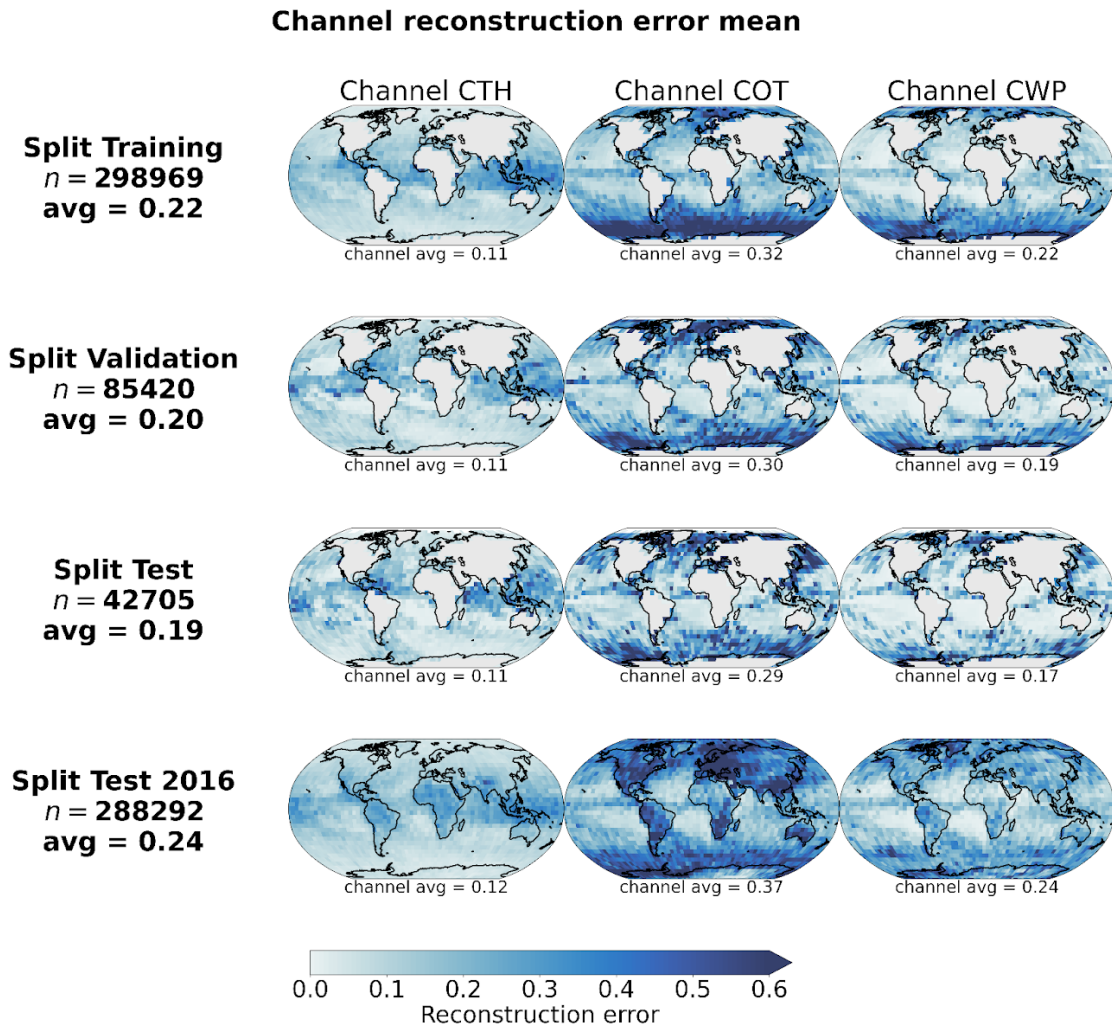 Channel reconstruction error mean
Channel CTH
Channel COT
Channel CWP
Split Training
n = 298969
avg = 0.22
channel avg = 0.11
channel avg = 0.32
channel avg = 0.22
Split Validation
n = 85420
avg = 0.20
channel avg = 0.11
channel avg = 0.30
channel avg = 0.19
Split Test
n = 42705
avg = 0.19
channel avg = 0.11
channel avg = 0.29
channel avg = 0.17
Split Test 2016
n = 288292
avg = 0.24
channel avg = 0.12
channel avg = 0.37
channel avg = 0.24
0.0 0.1 0.2 0.3 0.4 0.5 0.6
Reconstruction error